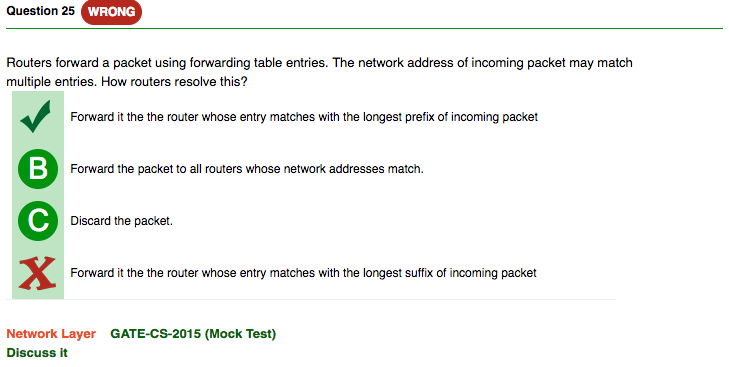 Question 25 WRONG
Routers forward a packet using forwarding table entries. The network address of incoming packet may match
multiple entries. How routers resolve this?
Forward it the the router whose entry matches with the longest prefix of incoming packet
B Forward the packet to all routers whose network addresses match.
C Discard the packet.
X Forward it the the router whose entry matches with the longest suffix of incoming packet
Network Layer GATE-CS-2015 (Mock Test)
Discuss it